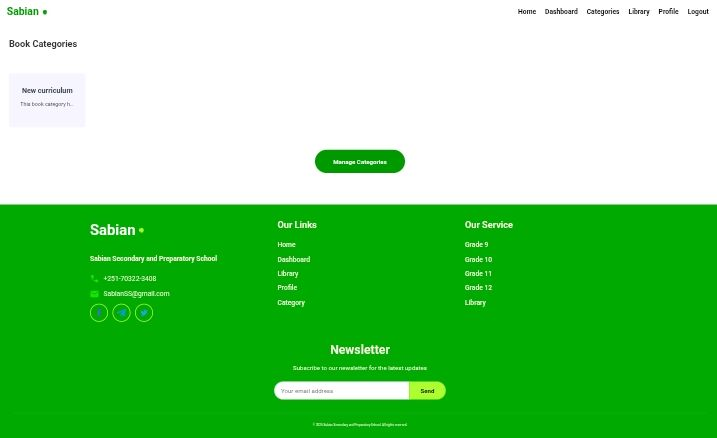 Sabian
Home Dashboard Categories Library Profile Logout
Book Categories
New curriculum
This book category h...
Manage Categories
Sabian
Sabian Secondary and Preparatory School
+251-70322-3408
SabianSS@gmail.com
Our Links
Home
Dashboard
Library
Profile
Category
Our Service
Grade 9
Grade 10
Grade 11
Grade 12
Library
Newsletter
Subscribe to our newsletter for the latest updates
Your email address
Send
© 2025 Sabian Secondary and Preparatory School. All rights reserved.